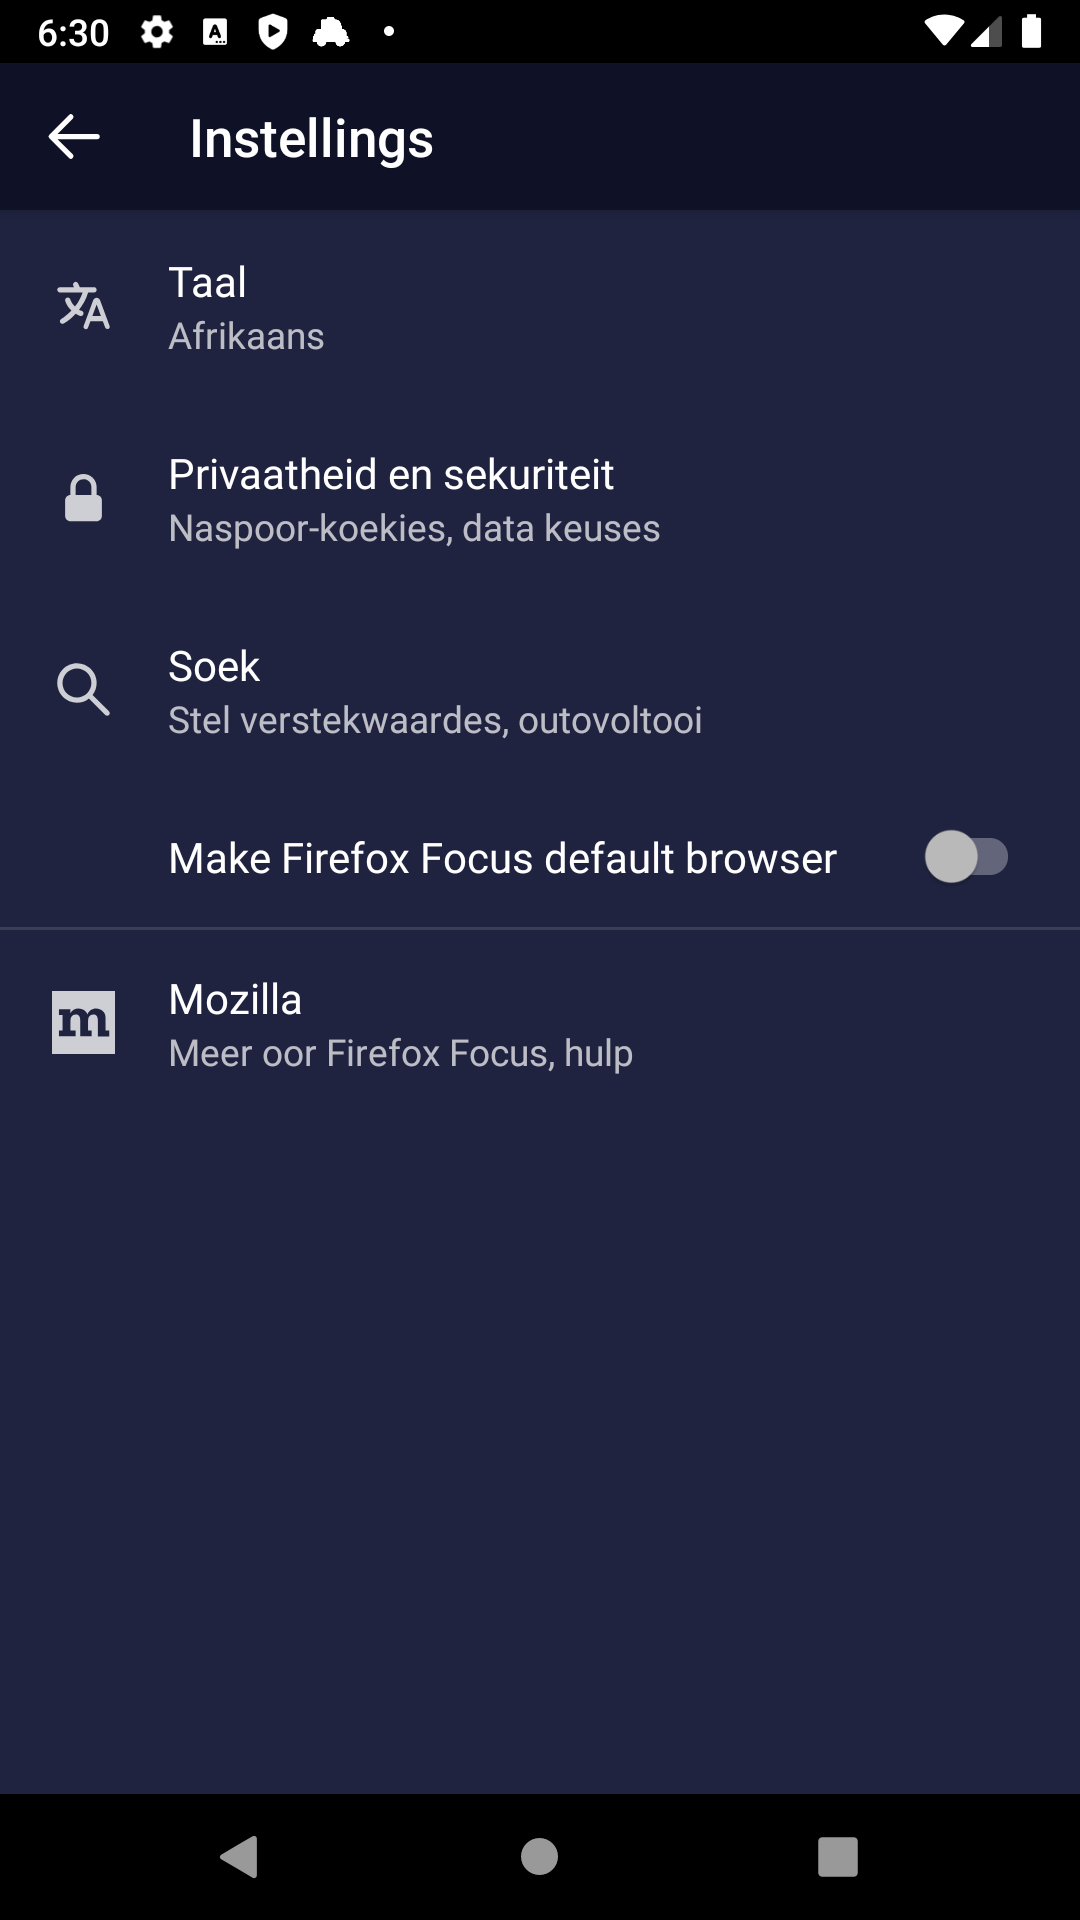 6:30
Instellings
Taal
Afrikaans
Privaatheid en sekuriteit
Naspoor-koekies, data keuses
Soek
Stel verstekwaardes, outovoltooi
Make Firefox Focus default browser
m
Mozilla
Meer oor Firefox Focus, hulp